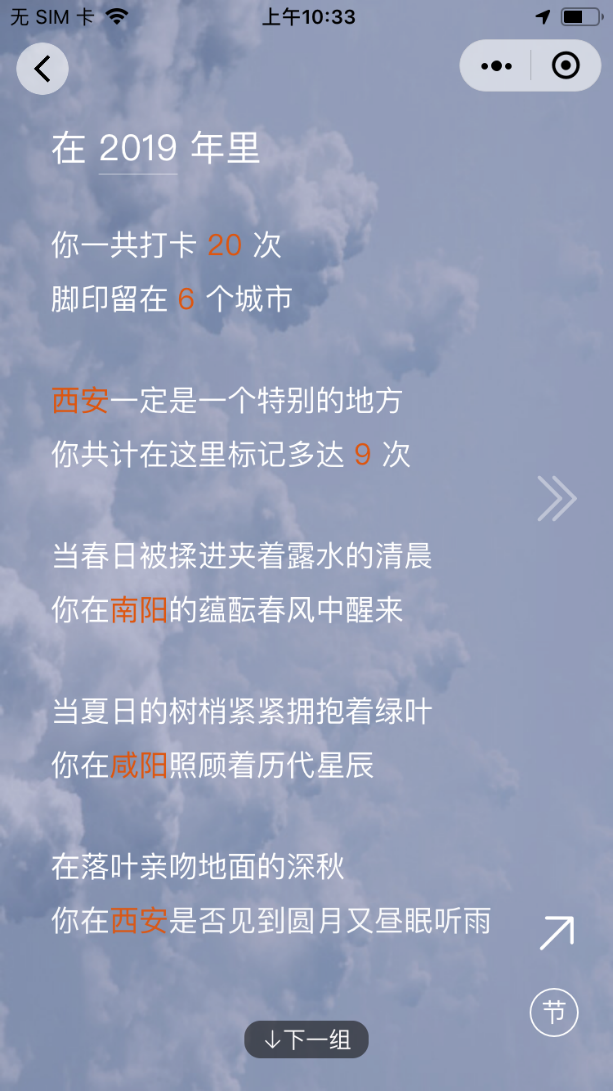 无 SIM 卡
上午10:33
在 2019 年里
你一共打卡 20 次
脚印留在 6 个城市
西安一定是一个特别的地方
你共计在这里标记多达 9 次
当春日被揉进夹着露水的清晨
你在南阳的蕴酝春风中醒来
当夏日的树梢紧紧拥抱着绿叶
你在咸阳照顾着历代星辰
在落叶亲吻地面的深秋
你在西安是否见到圆月又昼眠听雨
节
↓下一组